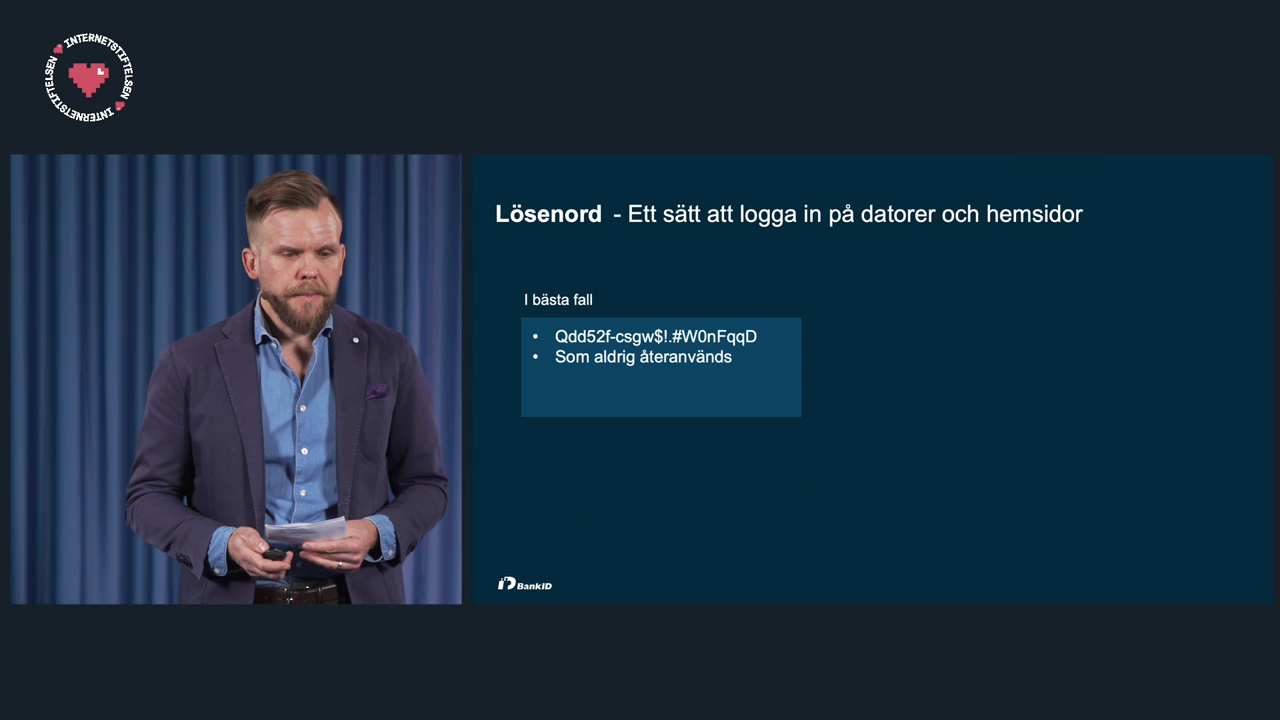 INTERNETSTIFTELSEN
INTERNETSTIFTELSEN
Lösenord - Ett sätt att logga in på datorer och hemsidor
I bästa fall
• Qdd52f-csgw$!.#W0nFqqD
• Som aldrig återanvänds
BankID